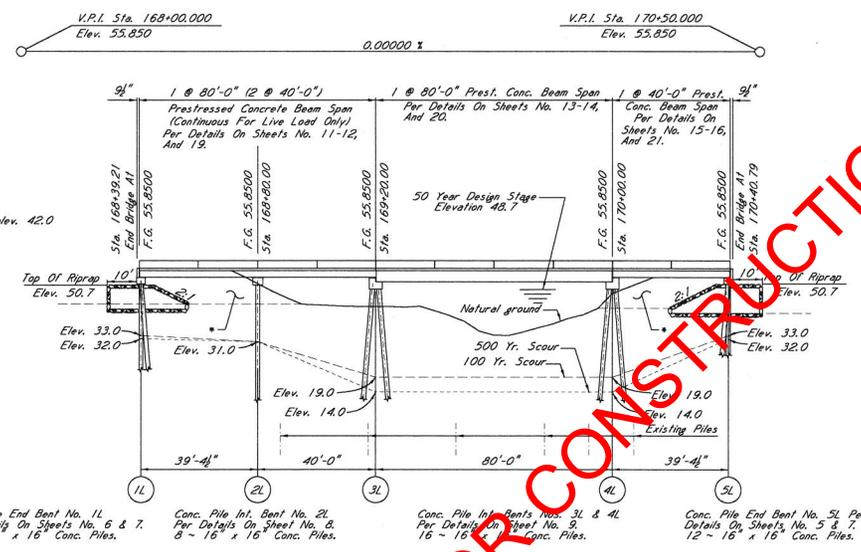 V.P.I. Sta. 168+00.000
Elev. 55.850
V.P.I. Sta. 170+50.000
Elev. 55.850
0.00000 %
9½"
1 @ 80'-0" (2 @ 40'-0")
Prestressed Concrete Beam Span
(Continuous For Live Load Only)
Per Details On Sheets No. 11-12,
And 19.
1 @ 80'-0" Prest. Conc. Beam Span
Per Details On Sheets No. 13-14,
And 20.
1 @ 40'-0" Prest.
Conc. Beam Span
Per Details On
Sheets No. 15-16,
And 21.
9½"
Sta. 168+39.21
End Bridge A1
F.G. 55.8500
F.G. 55.8500
Sta. 168+80.00
F.G. 55.8500
Sta. 169+20.00
F.G. 55.8500
Sta. 170+00.00
F.G. 55.8500
End Bridge A1
Sta. 170+40.79
50 Year Design Stage
Elevation 48.7
Elev. 42.0
Top Of Riprap
Elev. 50.7
10'
2:1
10'
Top Of Riprap
Elev. 50.7
2:1
Natural ground
*
*
Elev. 33.0
Elev. 32.0
Elev. 31.0
500 Yr. Scour
100 Yr. Scour
Elev. 33.0
Elev. 32.0
Elev. 19.0
Elev. 14.0
Elev. 19.0
Elev. 14.0
Existing Piles
39'-4½"
40'-0"
80'-0"
39'-4½"
1L
2L
3L
4L
5L
End Bent No. 1L
On Sheets No. 6 & 7.
x 16" Conc. Piles.
Conc. Pile Int. Bent No. 2L
Per Details On Sheet No. 8.
8 ~ 16" x 16" Conc. Piles.
Conc. Pile Int. Bents Nos. 3L & 4L
Per Details On Sheet No. 9.
16 ~ 16" x 16" Conc. Piles.
Conc. Pile End Bent No. 5L
Details On Sheets No. 5 & 7.
12 ~ 16" x 16" Conc. Piles.
OR CONSTRUCTIO